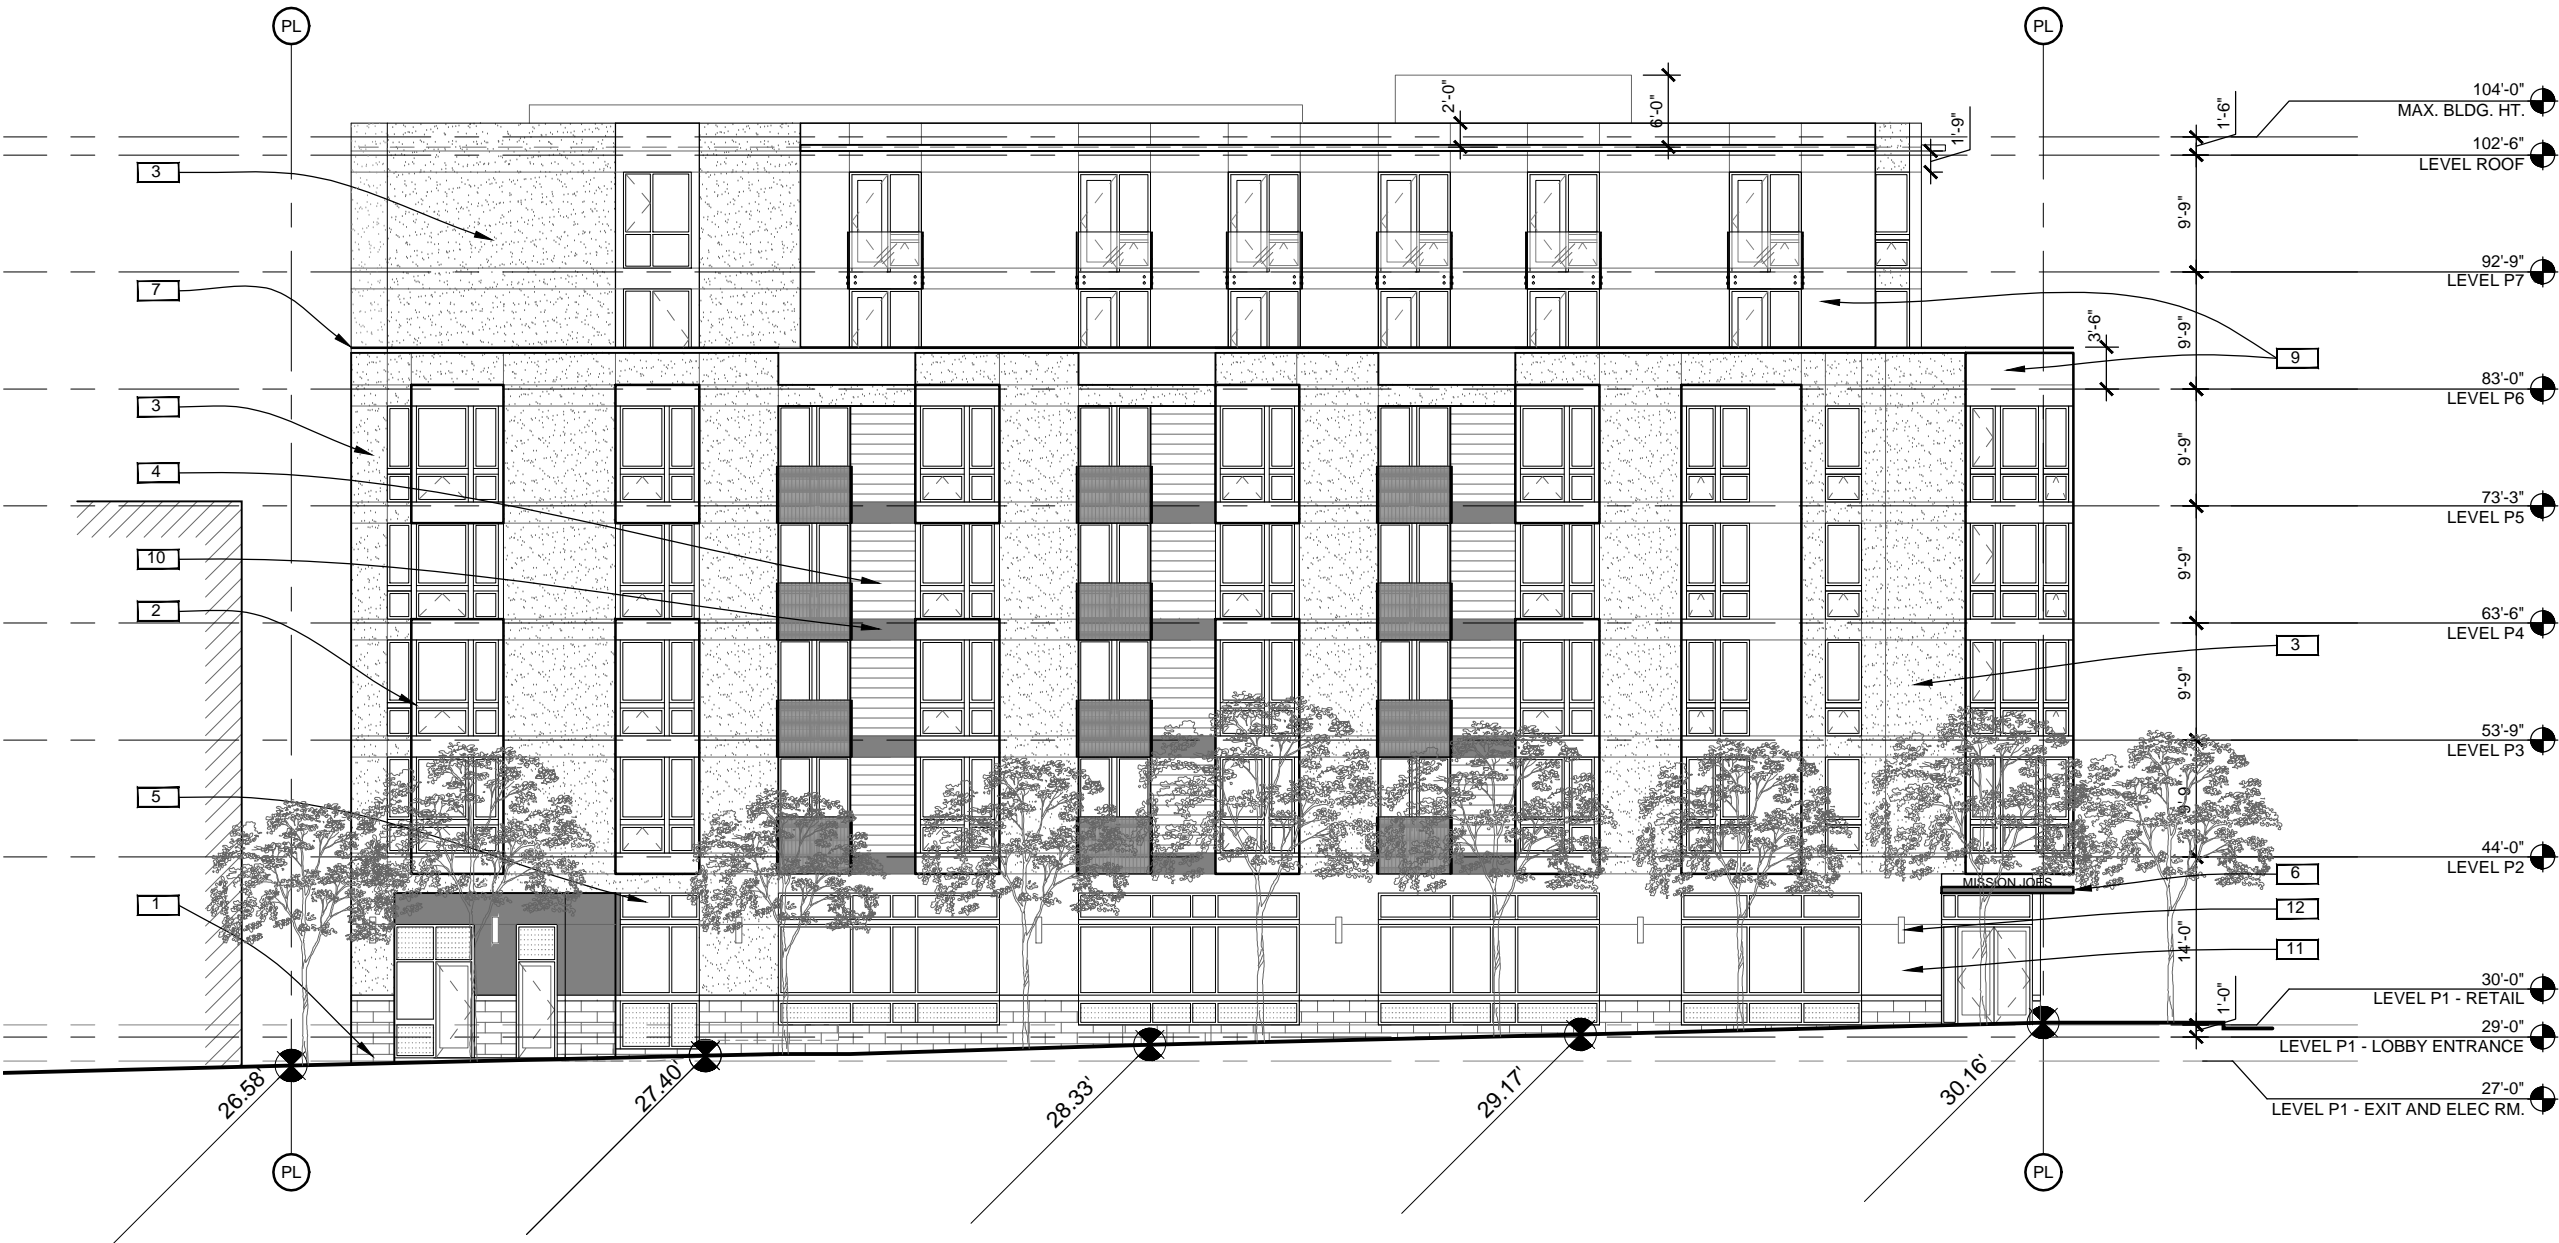 PL
PL
2'-0"
6'-0"
1'-9"
1'-6"
104'-0"
MAX. BLDG. HT.
102'-6"
LEVEL ROOF
3
9'-9"
92'-9"
LEVEL P7
7
9'-9"
3'-6"
9
83'-0"
LEVEL P6
3
9'-9"
4
73'-3"
LEVEL P5
10
9'-9"
2
63'-6"
LEVEL P4
3
9'-9"
53'-9"
LEVEL P3
5
9'-9"
44'-0"
LEVEL P2
MISSION JOES
6
1
12
14'-0"
11
30'-0"
LEVEL P1 - RETAIL
1'-0"
29'-0"
LEVEL P1 - LOBBY ENTRANCE
26.58'
27.40'
28.33'
29.17'
30.16'
27'-0"
LEVEL P1 - EXIT AND ELEC RM.
PL
PL